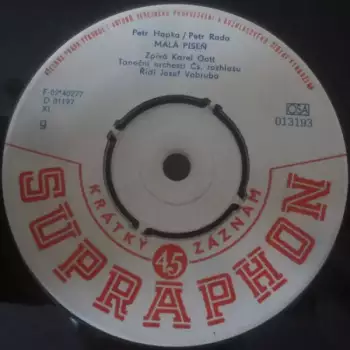 Petr Hapka/Petr Rada
MALÁ PÍSEŇ
Zpívá Karel Gott
Taneční orchestr Čs. rozhlasu
Řídí Josef Vobruba
D 01197
XI
g
OSA
013193
KRÁTKÝ 45 ZÁZNAM
SUPRAPHON